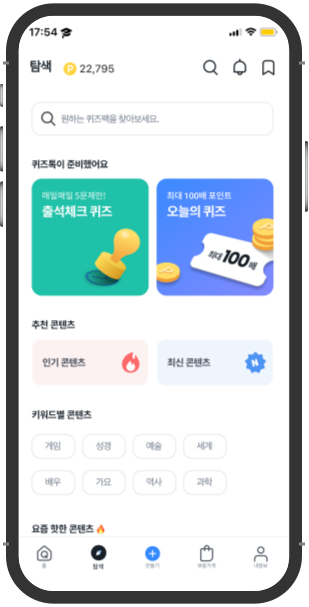 17:54
탐색
P 22,795
원하는 퀴즈팩을 찾아보세요.
퀴즈톡이 준비했어요
매일매일 5문제만!
출석체크 퀴즈
최대 100배 포인트
오늘의 퀴즈
최대 100 배
추천 콘텐츠
인기 콘텐츠
최신 콘텐츠
N
키워드별 콘텐츠
게임 성경 예술 세계
배우 가요 역사 과학
요즘 핫한 콘텐츠
홈 탐색 만들기 내정보